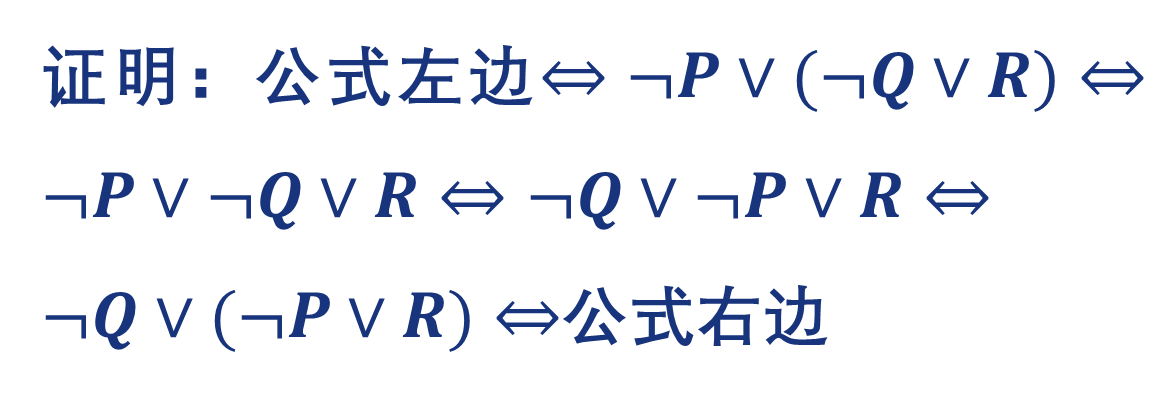 证明：公式左边⇔ ¬P ∨ (¬Q ∨ R) ⇔
¬P ∨ ¬Q ∨ R ⇔ ¬Q ∨ ¬P ∨ R ⇔
¬Q ∨ (¬P ∨ R) ⇔公式右边